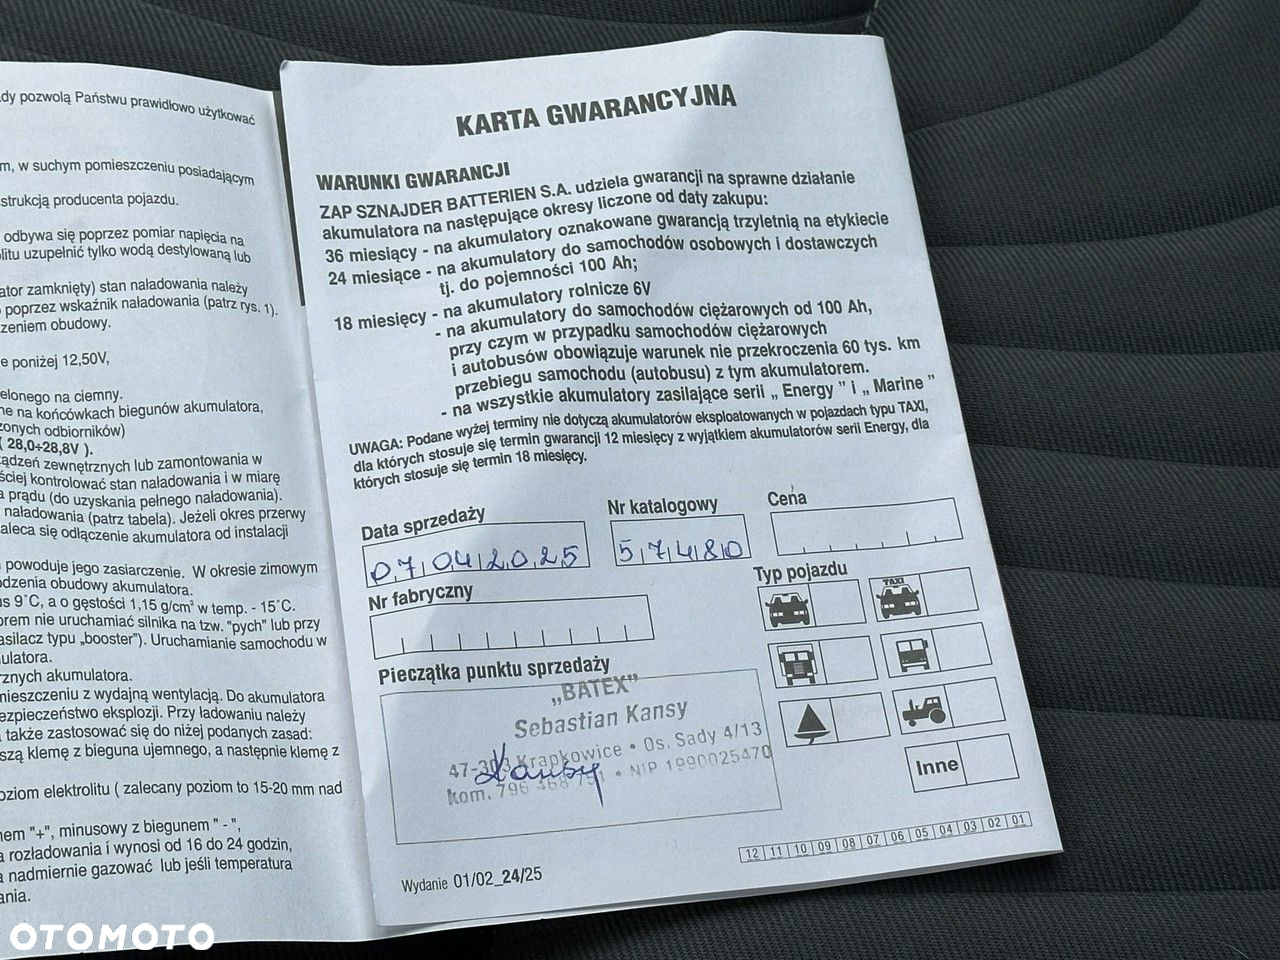 dy pozwolą Państwu prawidłowo użytkować
m, w suchym pomieszczeniu posiadającym
strukcją producenta pojazdu.
odbywa się poprzez pomiar napięcia na
litu uzupełnić tylko wodą destylowaną lub
ator zamknięty) stan naładowania należy
poprzez wskaźnik naładowania (patrz rys. 1).
zeniem obudowy.
e poniżej 12,50V,
elonego na ciemny.
ne na końcówkach biegunów akumulatora,
zonych odbiorników)
( 28,0÷28,8V ).
ządzeń zewnętrznych lub zamontowania w
ściej kontrolować stan naładowania i w miarę
a prądu (do uzyskania pełnego naładowania).
naładowania (patrz tabela). Jeżeli okres przerwy
aleca się odłączenie akumulatora od instalacji
powoduje jego zasiarczenie. W okresie zimowym
odzenia obudowy akumulatora.
us 9°C, a o gęstości 1,15 g/cm³ w temp. - 15°C.
orem nie uruchamiać silnika na tzw. "pych" lub przy
asilacz typu „booster"). Uruchamianie samochodu w
ulatora.
rznych akumulatora.
mieszczeniu z wydajną wentylacją. Do akumulatora
ezpieczeństwo eksplozji. Przy ładowaniu należy
także zastosować się do niżej podanych zasad:
szą klemę z bieguna ujemnego, a następnie klemę z
oziom elektrolitu ( zalecany poziom to 15-20 mm nad
nem "+", minusowy z biegunem " - ",
a rozładowania i wynosi od 16 do 24 godzin,
a nadmiernie gazować lub jeśli temperatura
ania.
KARTA GWARANCYJNA
WARUNKI GWARANCJI
ZAP SZNAJDER BATTERIEN S.A. udziela gwarancji na sprawne działanie
akumulatora na następujące okresy liczone od daty zakupu:
36 miesiący - na akumulatory oznakowane gwarancją trzyletnią na etykiecie
24 miesiące - na akumulatory do samochodów osobowych i dostawczych
tj. do pojemności 100 Ah;
18 miesięcy - na akumulatory rolnicze 6V
- na akumulatory do samochodów ciężarowych od 100 Ah,
przy czym w przypadku samochodów ciężarowych
i autobusów obowiązuje warunek nie przekroczenia 60 tys. km
przebiegu samochodu (autobusu) z tym akumulatorem.
- na wszystkie akumulatory zasilające serii „ Energy " i „ Marine "
UWAGA: Podane wyżej terminy nie dotyczą akumulatorów eksploatowanych w pojazdach typu TAXI,
dla których stosuje się termin gwarancji 12 miesięcy z wyjątkiem akumulatorów serii Energy, dla
których stosuje się termin 18 miesięcy.
Data sprzedaży
07042025
Nr katalogowy
57480
Cena
Nr fabryczny
Typ pojazdu
TAXI
Inne
Pieczątka punktu sprzedaży
„BATEX"
Sebastian Kansy
47-303 Krapkowice • Os. Sady 4/13
kom. 796 468 751 • NIP 1990025470
Kansy
Wydanie 01/02_24/25
12 11 10 09 08 07 06 05 04 03 02 01
OTOMOTO